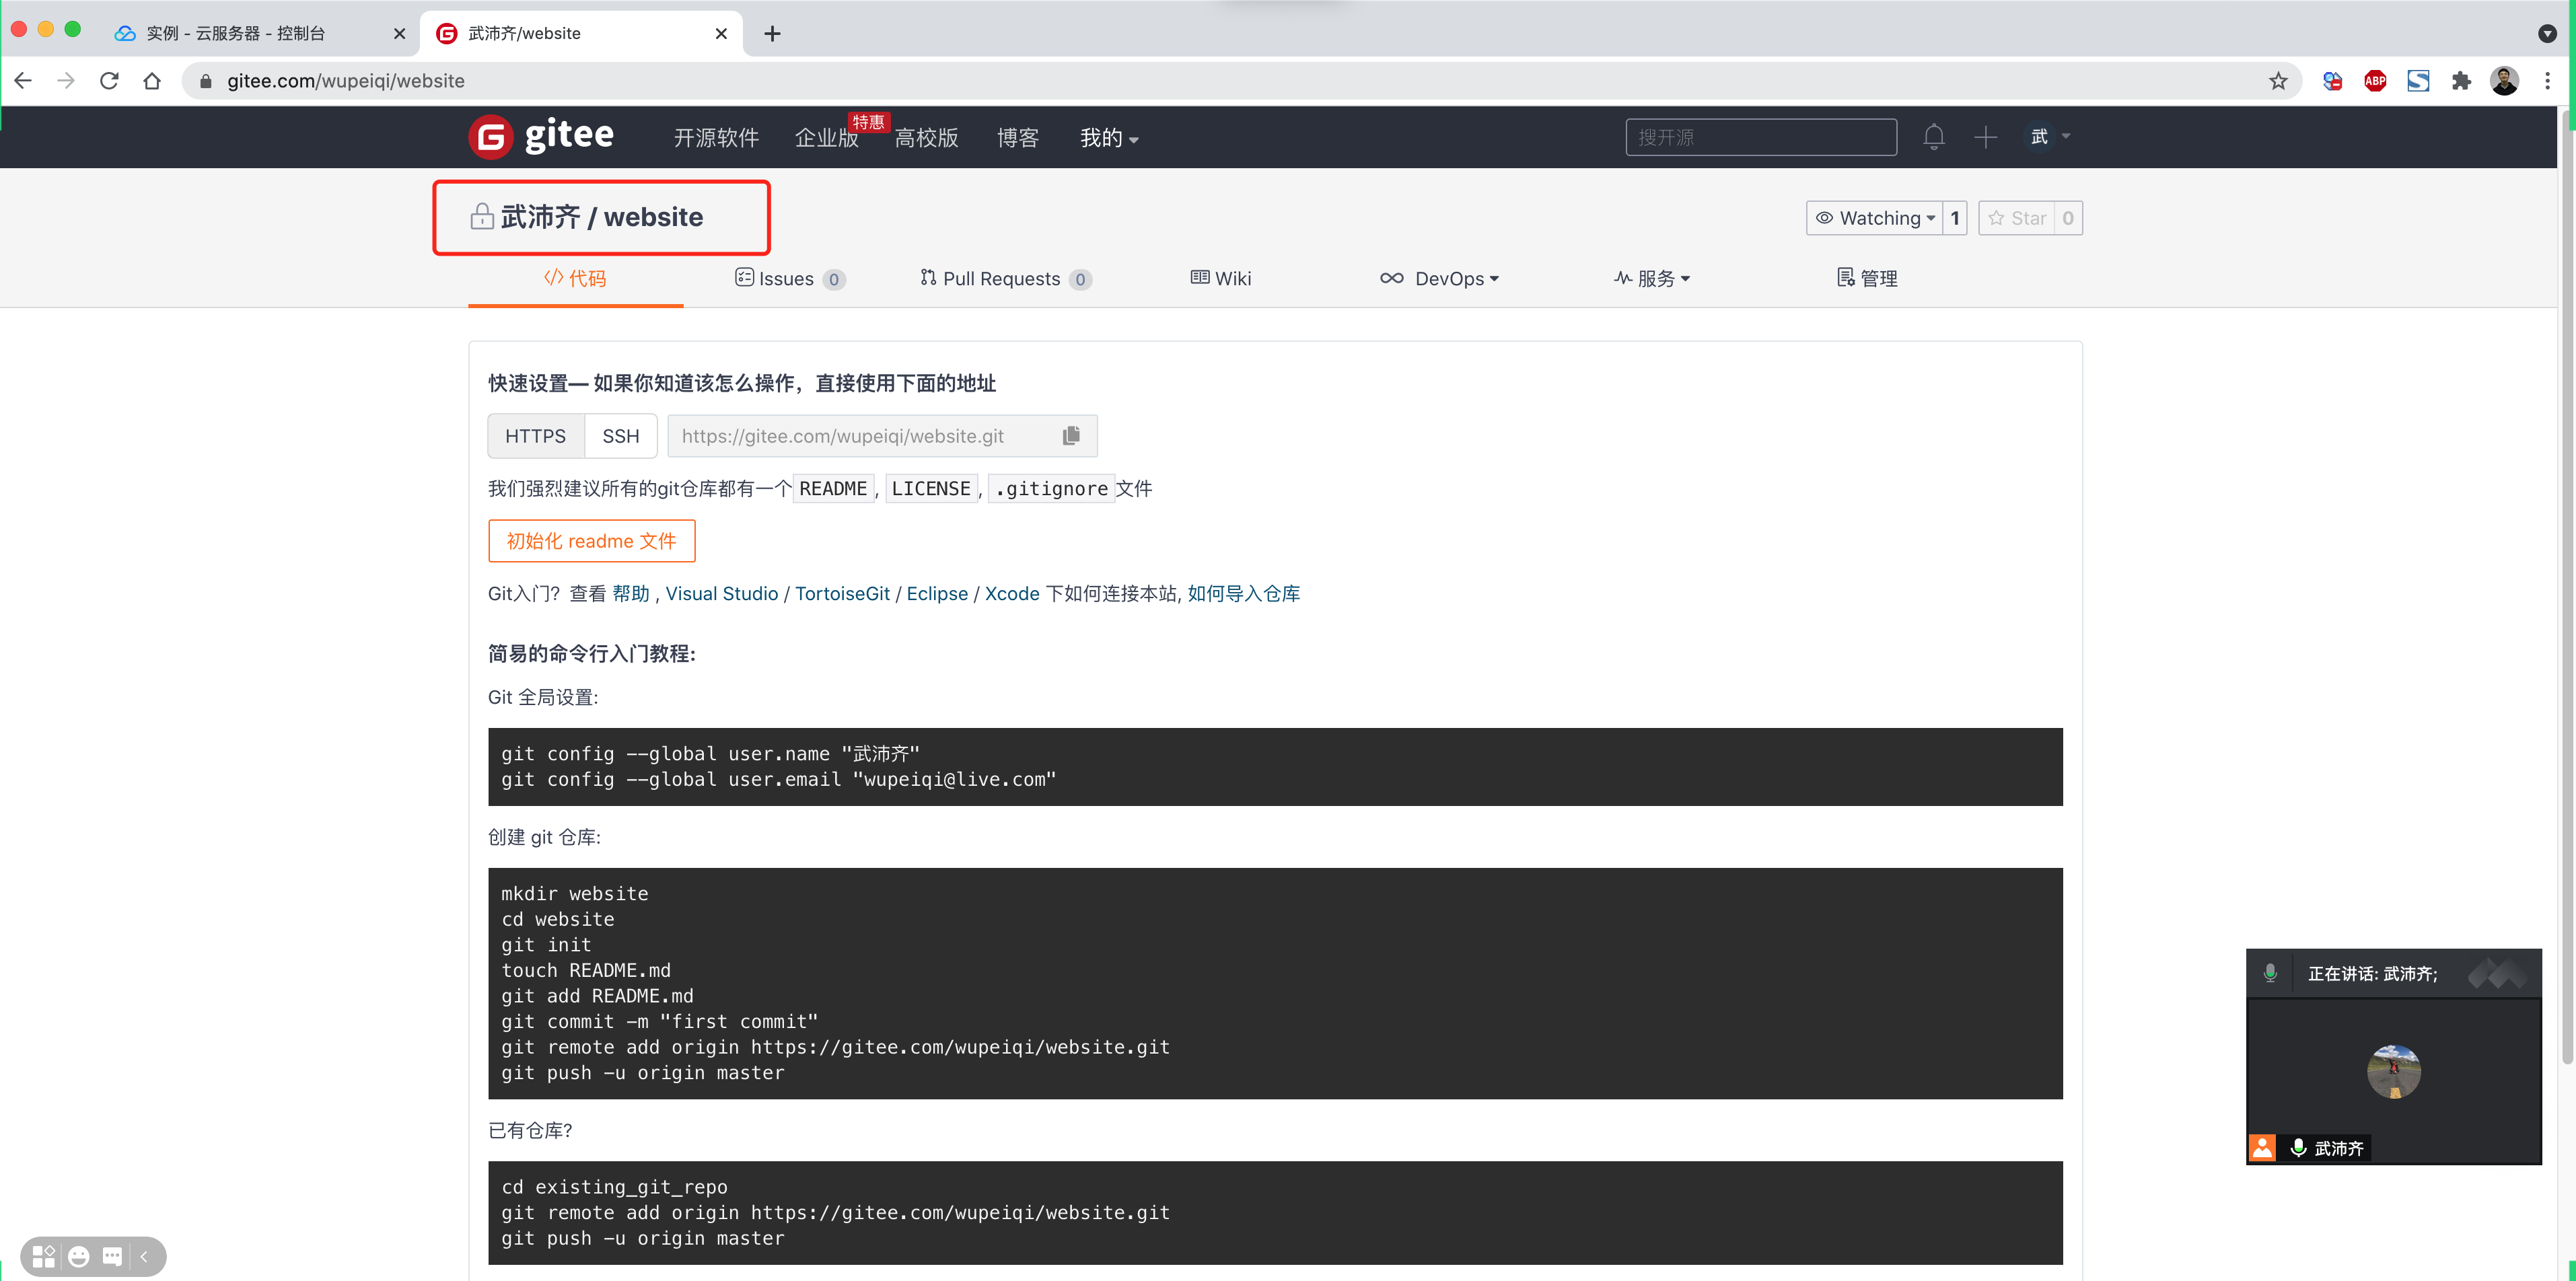 实例 - 云服务器 - 控制台
武沛齐/website
gitee.com/wupeiqi/website
ABP
gitee 开源软件 企业版 特惠 高校版 博客 我的 搜开源 武
武沛齐 / website
Watching 1 Star 0
代码 Issues 0 Pull Requests 0 Wiki DevOps 服务 管理
快速设置— 如果你知道该怎么操作，直接使用下面的地址
HTTPS SSH https://gitee.com/wupeiqi/website.git
我们强烈建议所有的git仓库都有一个 README , LICENSE , .gitignore 文件
初始化 readme 文件
Git入门？查看 帮助 , Visual Studio / TortoiseGit / Eclipse / Xcode 下如何连接本站, 如何导入仓库
简易的命令行入门教程:
Git 全局设置:
git config --global user.name "武沛齐"
git config --global user.email "wupeiqi@live.com"
创建 git 仓库:
mkdir website
cd website
git init
touch README.md
git add README.md
git commit -m "first commit"
git remote add origin https://gitee.com/wupeiqi/website.git
git push -u origin master
已有仓库?
cd existing_git_repo
git remote add origin https://gitee.com/wupeiqi/website.git
git push -u origin master
正在讲话: 武沛齐;
武沛齐